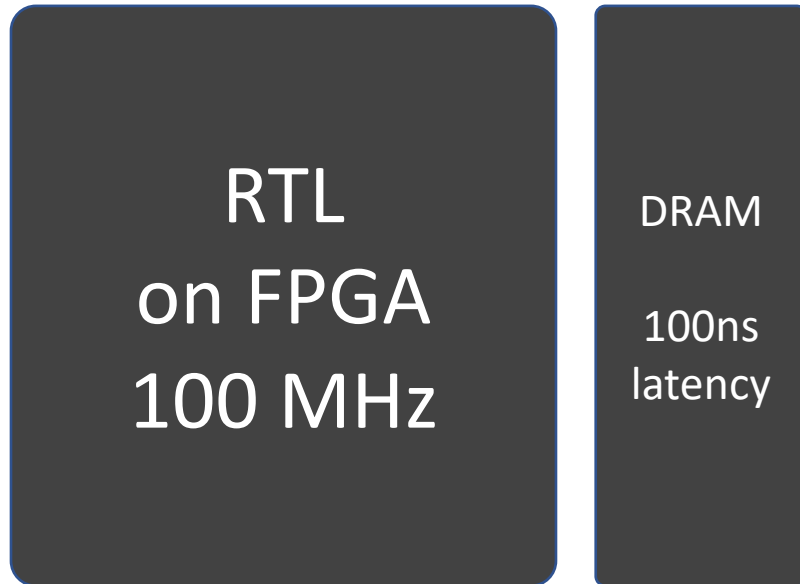 RTL
on FPGA
100 MHz
DRAM
100ns
latency